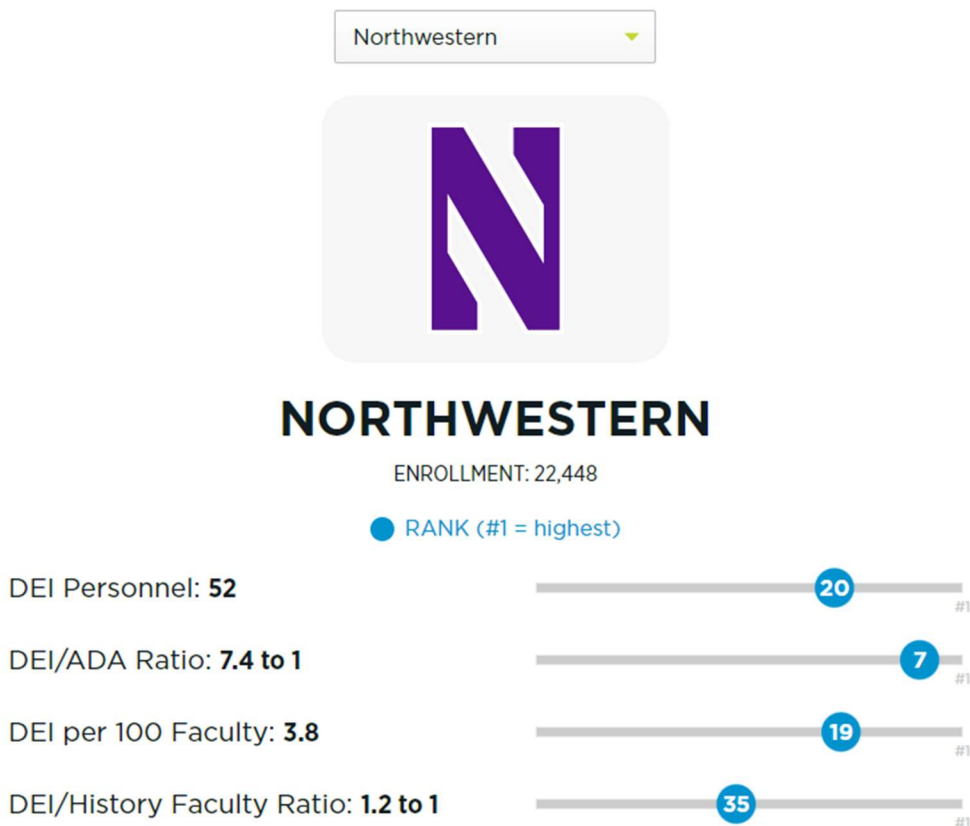 Northwestern
N
NORTHWESTERN
ENROLLMENT: 22,448
RANK (#1 = highest)
DEI Personnel: 52
20
#1
DEI/ADA Ratio: 7.4 to 1
7
#1
DEI per 100 Faculty: 3.8
19
#1
DEI/History Faculty Ratio: 1.2 to 1
35
#1